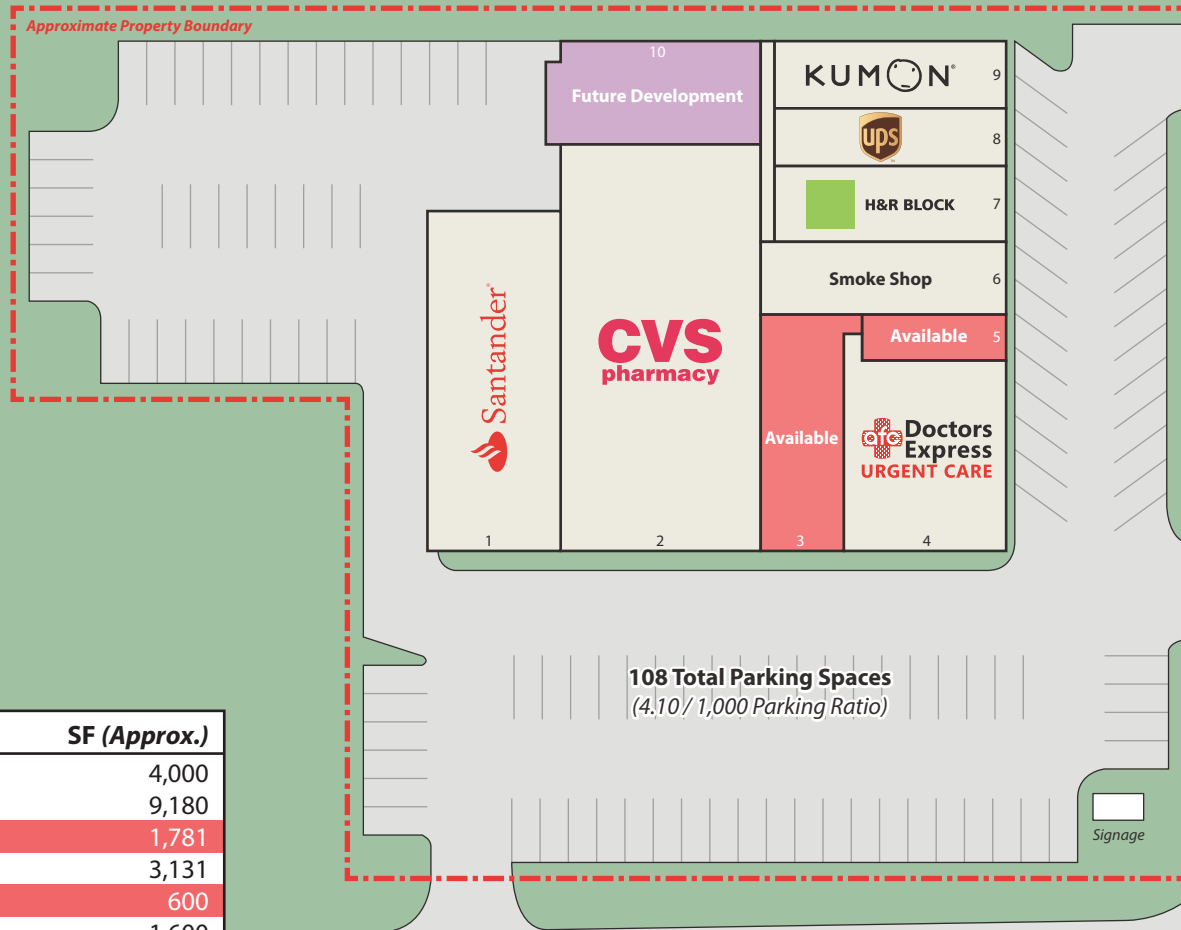 Approximate Property Boundary
10
Future Development
KUMON®
9
ups
8
H&R BLOCK
7
Smoke Shop
6
Available
5
Santander®
CVS
pharmacy
Available
afc Doctors
Express
URGENT CARE
1
2
3
4
108 Total Parking Spaces
(4.10 / 1,000 Parking Ratio)
Signage
SF (Approx.)
4,000
9,180
1,781
3,131
600